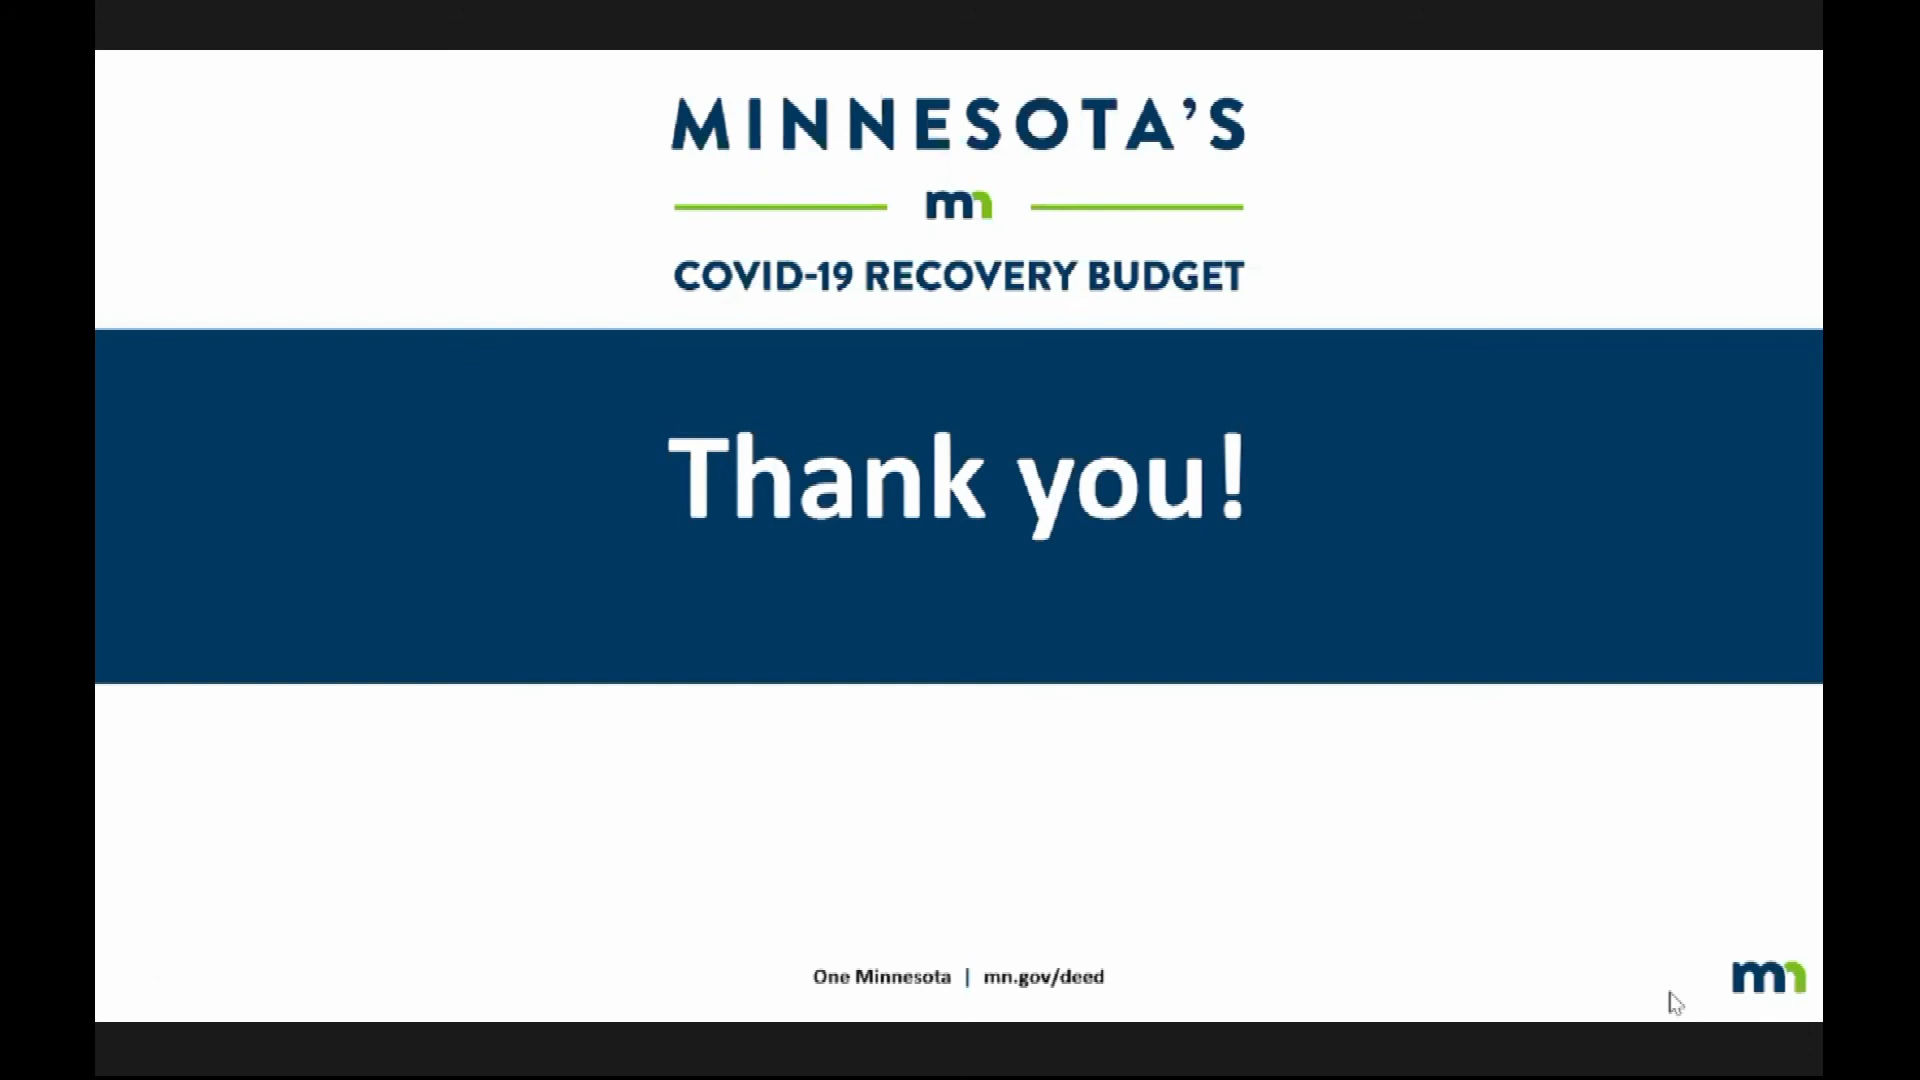 MINNESOTA'S
mn
COVID-19 RECOVERY BUDGET
Thank you!
One Minnesota | mn.gov/deed
mn